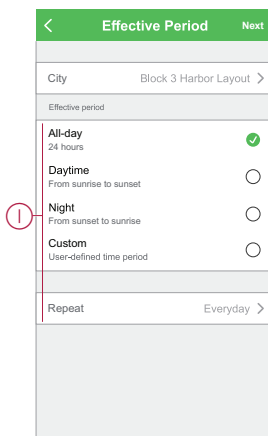 Effective Period Next
City Block 3 Harbor Layout
Effective period
All-day
24 hours
Daytime
From sunrise to sunset
Night
From sunset to sunrise
Custom
User-defined time period
I
Repeat Everyday